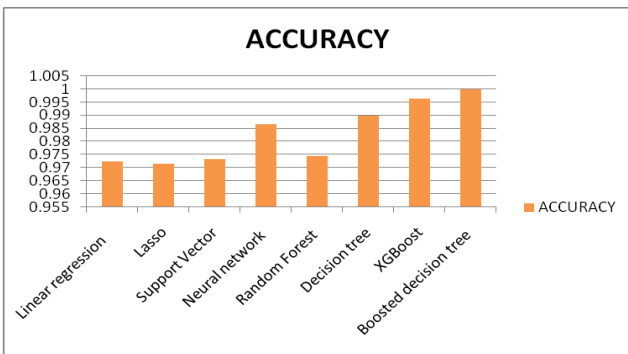 ACCURACY
1.005
1
0.995
0.99
0.985
0.98
0.975
0.97
0.965
0.96
0.955
ACCURACY
Linear regression
Lasso
Support Vector
Neural network
Random Forest
Decision tree
XGBoost
Boosted decision tree